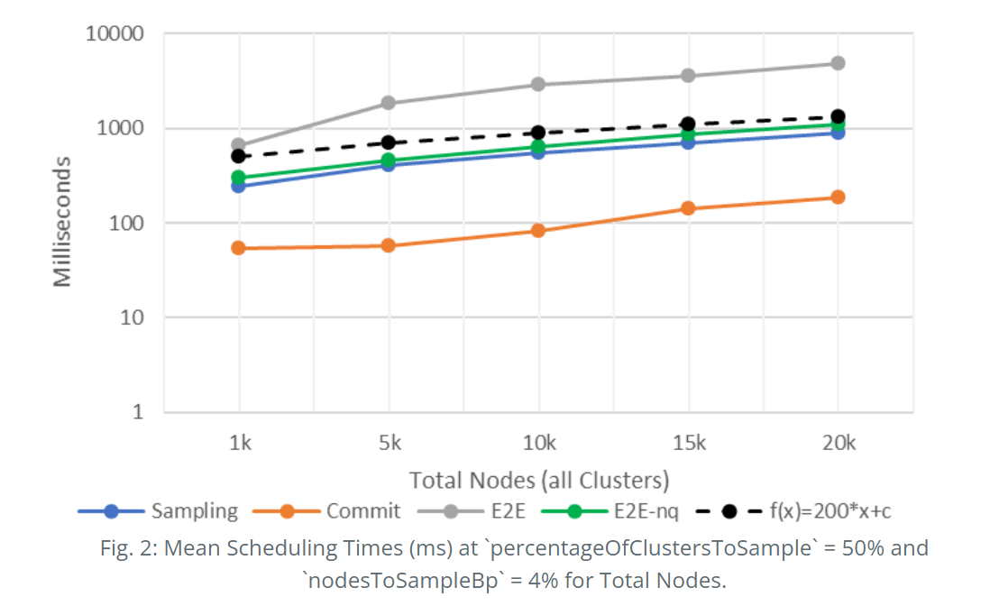 10000
1000
100
10
1
Milliseconds
1k 5k 10k 15k 20k
Total Nodes (all Clusters)
Sampling Commit E2E E2E-nq f(x)=200*x+c
Fig. 2: Mean Scheduling Times (ms) at `percentageOfClustersToSample` = 50% and
`nodesToSampleBp` = 4% for Total Nodes.